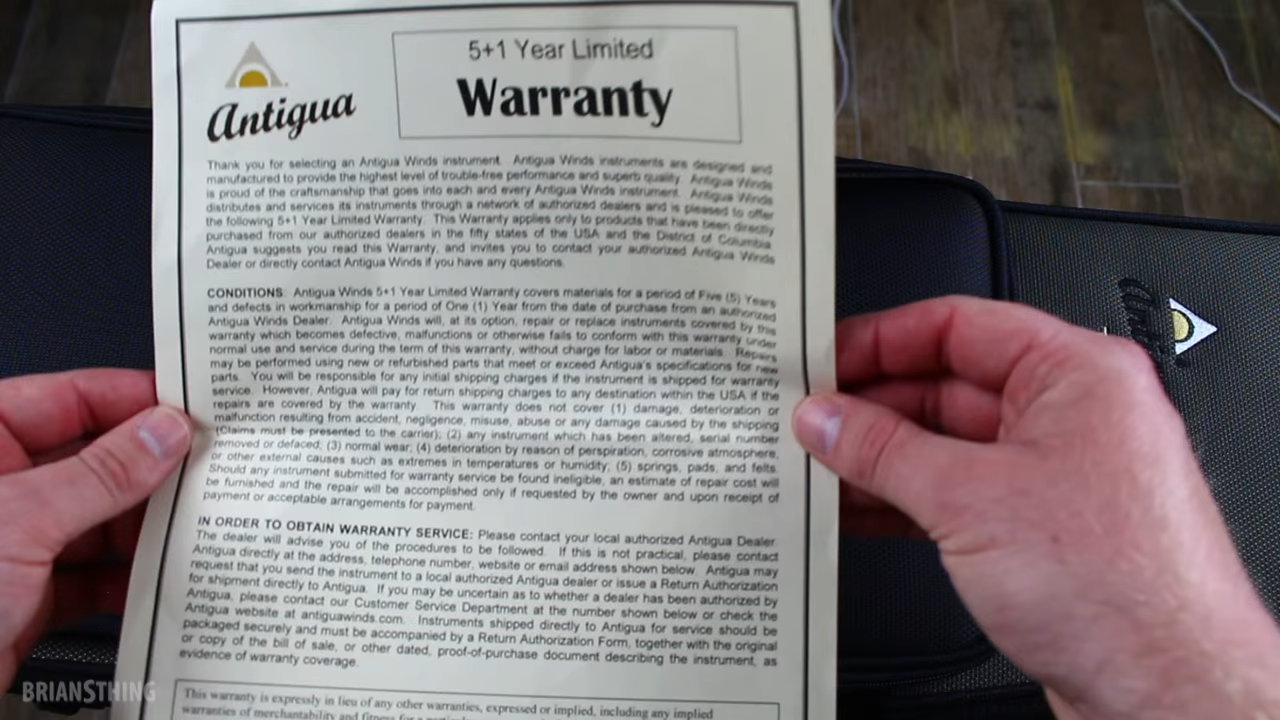 Antigua
5+1 Year Limited
Warranty
Thank you for selecting an Antigua Winds instrument. Antigua Winds instruments are designed and
manufactured to provide the highest level of trouble-free performance and superb quality. Antigua Winds
is proud of the craftsmanship that goes into each and every Antigua Winds instrument. Antigua Winds
distributes and services its instruments through a network of authorized dealers and is pleased to offer
the following 5+1 Year Limited Warranty. This Warranty applies only to products that have been directly
purchased from our authorized dealers in the fifty states of the USA and the District of Columbia.
Antigua suggests you read this Warranty, and invites you to contact your authorized Antigua Winds
Dealer or directly contact Antigua Winds if you have any questions.
CONDITIONS: Antigua Winds 5+1 Year Limited Warranty covers materials for a period of Five (5) Years
and defects in workmanship for a period of One (1) Year from the date of purchase from an authorized
Antigua Winds Dealer. Antigua Winds will, at its option, repair or replace instruments covered by this
warranty which becomes defective, malfunctions or otherwise fails to conform with this warranty under
normal use and service during the term of this warranty, without charge for labor or materials. Repairs
may be performed using new or refurbished parts that meet or exceed Antigua's specifications for new
parts. You will be responsible for any initial shipping charges if the instrument is shipped for warranty
service. However, Antigua will pay for return shipping charges to any destination within the USA if the
repairs are covered by the warranty. This warranty does not cover (1) damage, deterioration or
malfunction resulting from accident, negligence, misuse, abuse or any damage caused by the shipping
(Claims must be presented to the carrier); (2) any instrument which has been altered, serial number
removed or defaced; (3) normal wear; (4) deterioration by reason of perspiration, corrosive atmosphere,
or other external causes such as extremes in temperatures or humidity; (5) springs, pads, and felts.
Should any instrument submitted for warranty service be found ineligible, an estimate of repair cost will
be furnished and the repair will be accomplished only if requested by the owner and upon receipt of
payment or acceptable arrangements for payment.
IN ORDER TO OBTAIN WARRANTY SERVICE: Please contact your local authorized Antigua Dealer.
The dealer will advise you of the procedures to be followed. If this is not practical, please contact
Antigua directly at the address, telephone number, website or email address shown below. Antigua may
request that you send the instrument to a local authorized Antigua dealer or issue a Return Authorization
for shipment directly to Antigua. If you may be uncertain as to whether a dealer has been authorized by
Antigua, please contact our Customer Service Department at the number shown below or check the
Antigua website at antiguawinds.com. Instruments shipped directly to Antigua for service should be
packaged securely and must be accompanied by a Return Authorization Form, together with the original
or copy of the bill of sale, or other dated, proof-of-purchase document describing the instrument, as
evidence of warranty coverage.
This warranty is expressly in lieu of any other warranties, expressed or implied, including any implied
warranties of merchantability and fitness for a
Antigua
BRIANSTHING